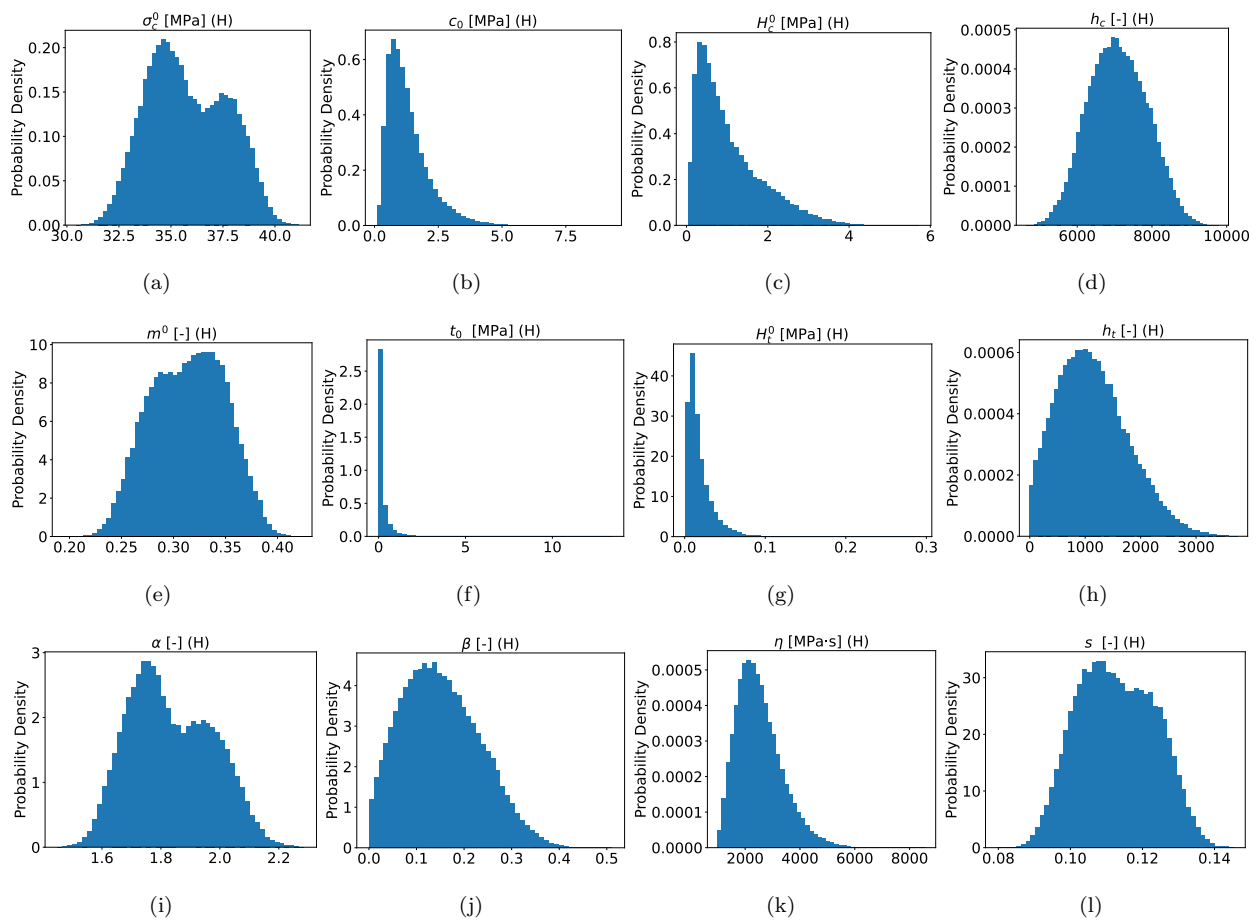 σ_c^0 [MPa] (H)
Probability Density
0.20
0.15
0.10
0.05
0.00
30.0 32.5 35.0 37.5 40.0
(a)
c_0 [MPa] (H)
Probability Density
0.6
0.4
0.2
0.0
0.0 2.5 5.0 7.5
(b)
H_c^0 [MPa] (H)
Probability Density
0.8
0.6
0.4
0.2
0.0
0 2 4 6
(c)
h_c [-] (H)
Probability Density
0.0005
0.0004
0.0003
0.0002
0.0001
0.0000
6000 8000 10000
(d)
m^0 [-] (H)
Probability Density
10
8
6
4
2
0
0.20 0.25 0.30 0.35 0.40
(e)
t_0 [MPa] (H)
Probability Density
2.5
2.0
1.5
1.0
0.5
0.0
0 5 10
(f)
H_t^0 [MPa] (H)
Probability Density
40
30
20
10
0
0.0 0.1 0.2 0.3
(g)
h_t [-] (H)
Probability Density
0.0006
0.0004
0.0002
0.0000
0 1000 2000 3000
(h)
α [-] (H)
Probability Density
3
2
1
0
1.6 1.8 2.0 2.2
(i)
β [-] (H)
Probability Density
4
3
2
1
0
0.0 0.1 0.2 0.3 0.4 0.5
(j)
η [MPa·s] (H)
Probability Density
0.0005
0.0004
0.0003
0.0002
0.0001
0.0000
2000 4000 6000 8000
(k)
s [-] (H)
Probability Density
30
20
10
0
0.08 0.10 0.12 0.14
(l)